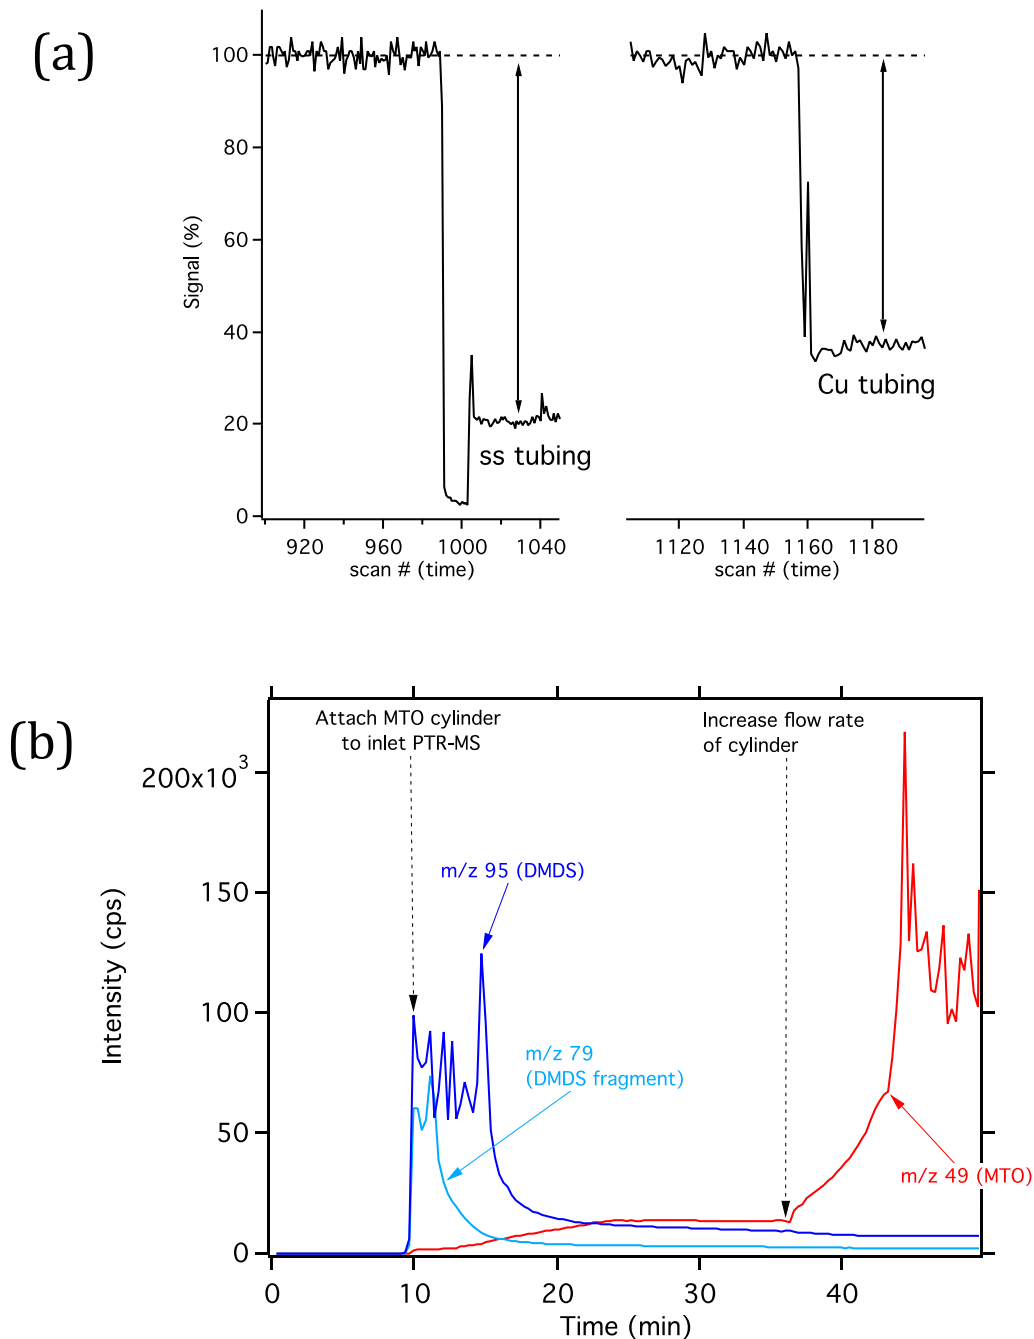 (a)
100
80
60
40
20
0
Signal (%)
ss tubing
Cu tubing
920 960 1000 1040
scan # (time)
1120 1140 1160 1180
scan # (time)
(b)
Attach MTO cylinder
to inlet PTR-MS
Increase flow rate
of cylinder
200x10³
150
100
50
0
Intensity (cps)
m/z 95 (DMDS)
m/z 79
(DMDS fragment)
m/z 49 (MTO)
0 10 20 30 40
Time (min)